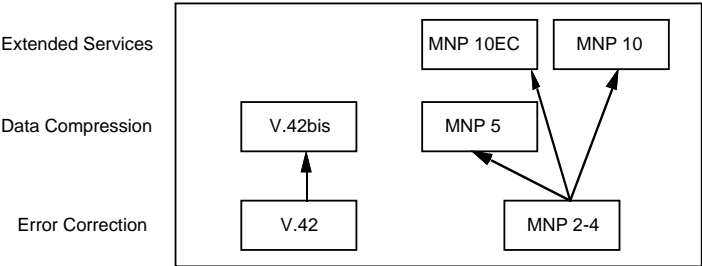 Extended Services
MNP 10EC
MNP 10
Data Compression
V.42bis
MNP 5
Error Correction
V.42
MNP 2-4